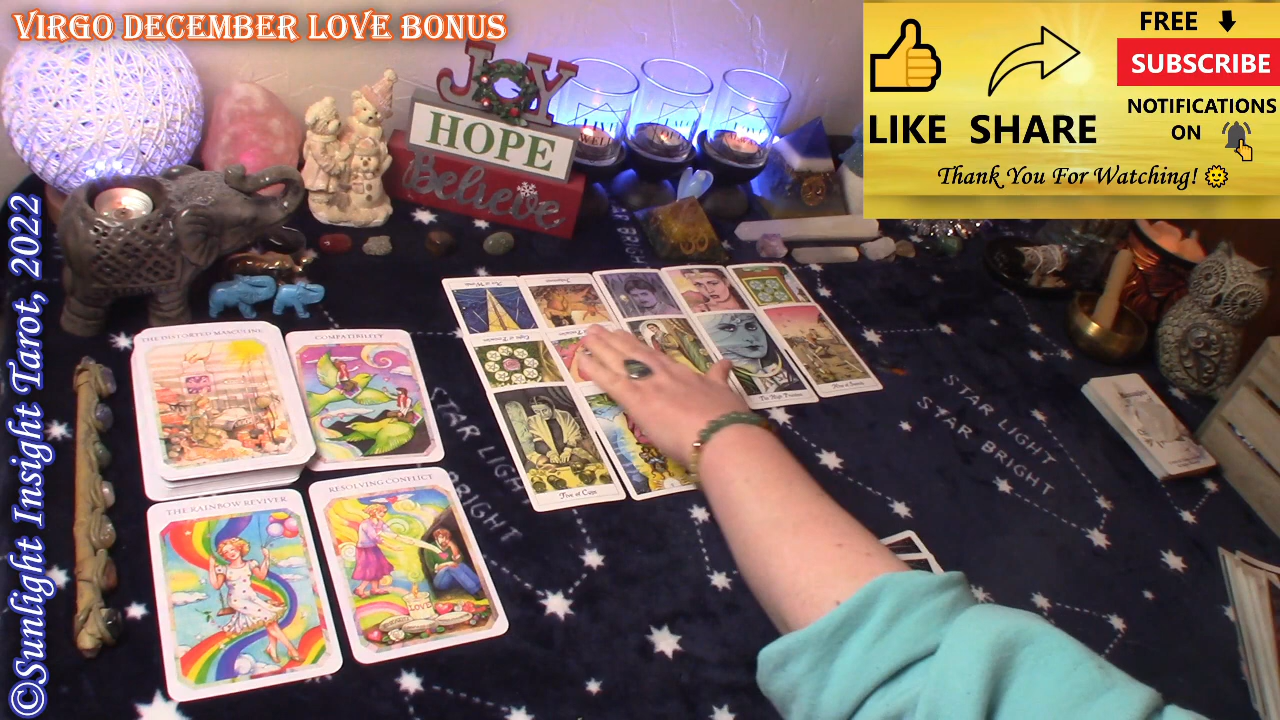 VIRGO DECEMBER LOVE BONUS
FREE
SUBSCRIBE
NOTIFICATIONS
ON
LIKE SHARE
Thank You For Watching!
©Sunlight Insight Tarot, 2022
JOY
HOPE
Believe
THE DISTORTED MASCULINE
COMPATIBILITY
THE RAINBOW REVIVER
RESOLVING CONFLICT
Five of Cups
The High Priestess
STAR LIGHT
STAR BRIGHT
STAR LIGHT
STAR BRIGHT